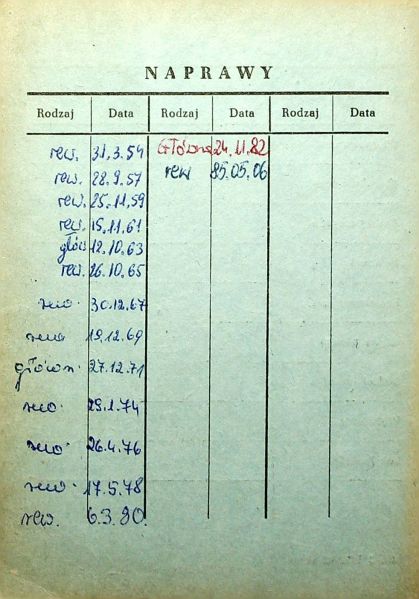 NAPRAWY
Rodzaj Data Rodzaj Data Rodzaj Data
rew. 31.3.54 Główna 24.11.82
rew. 28.9.57 rew 85.05.06
rew. 25.11.59
rew. 15.11.61
głów 12.10.63
rew. 26.10.65
rew. 30.12.67
rew. 19.12.69
główn. 27.12.71
rew. 29.1.74
rew. 26.4.76
rew. 17.5.78
rew. 6.3.80.